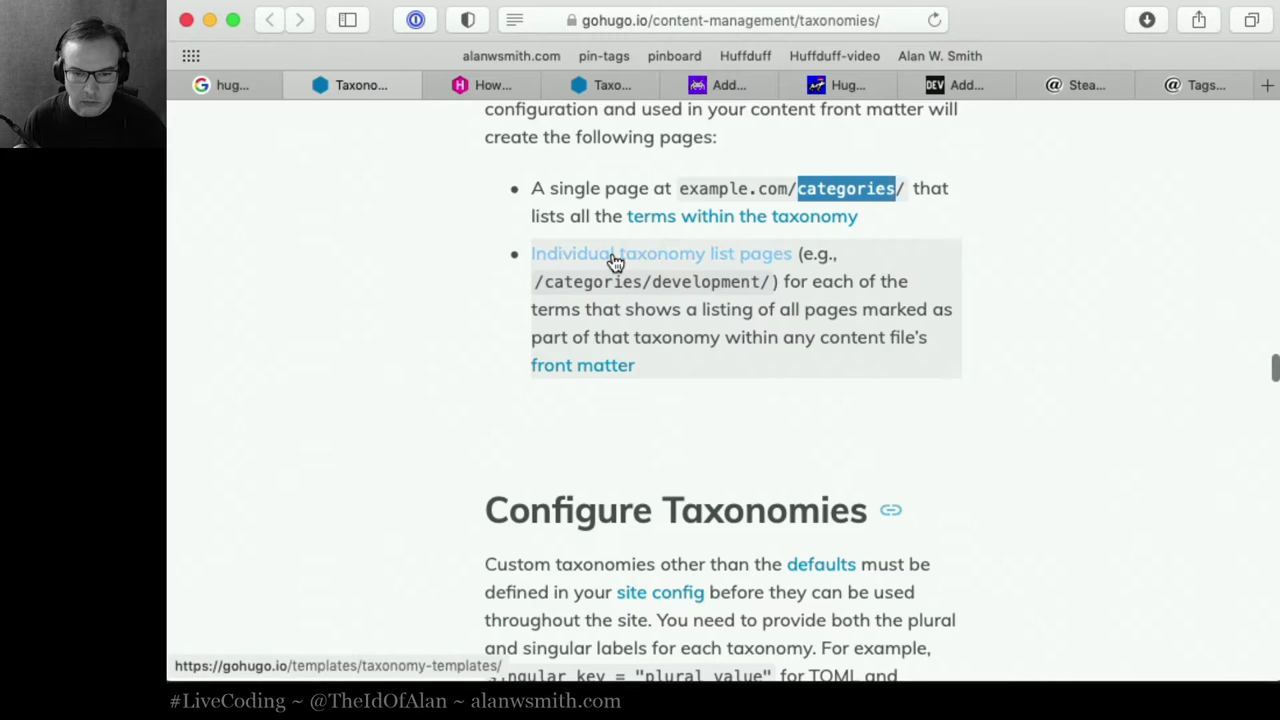 gohugo.io/content-management/taxonomies/
alanwsmith.com pin-tags pinboard Huffduff Huffduff-video Alan W. Smith
hug... Taxono... How... Taxo... Add... Hug... DEV Add... Stea... Tags...
configuration and used in your content front matter will
create the following pages:
• A single page at example.com/categories/ that
lists all the terms within the taxonomy
• Individual taxonomy list pages (e.g.,
/categories/development/) for each of the
terms that shows a listing of all pages marked as
part of that taxonomy within any content file's
front matter
Configure Taxonomies
Custom taxonomies other than the defaults must be
defined in your site config before they can be used
throughout the site. You need to provide both the plural
and singular labels for each taxonomy. For example,
singular key = "plural value" for TOML and
https://gohugo.io/templates/taxonomy-templates/
#LiveCoding ~ @TheIdOfAlan ~ alanwsmith.com